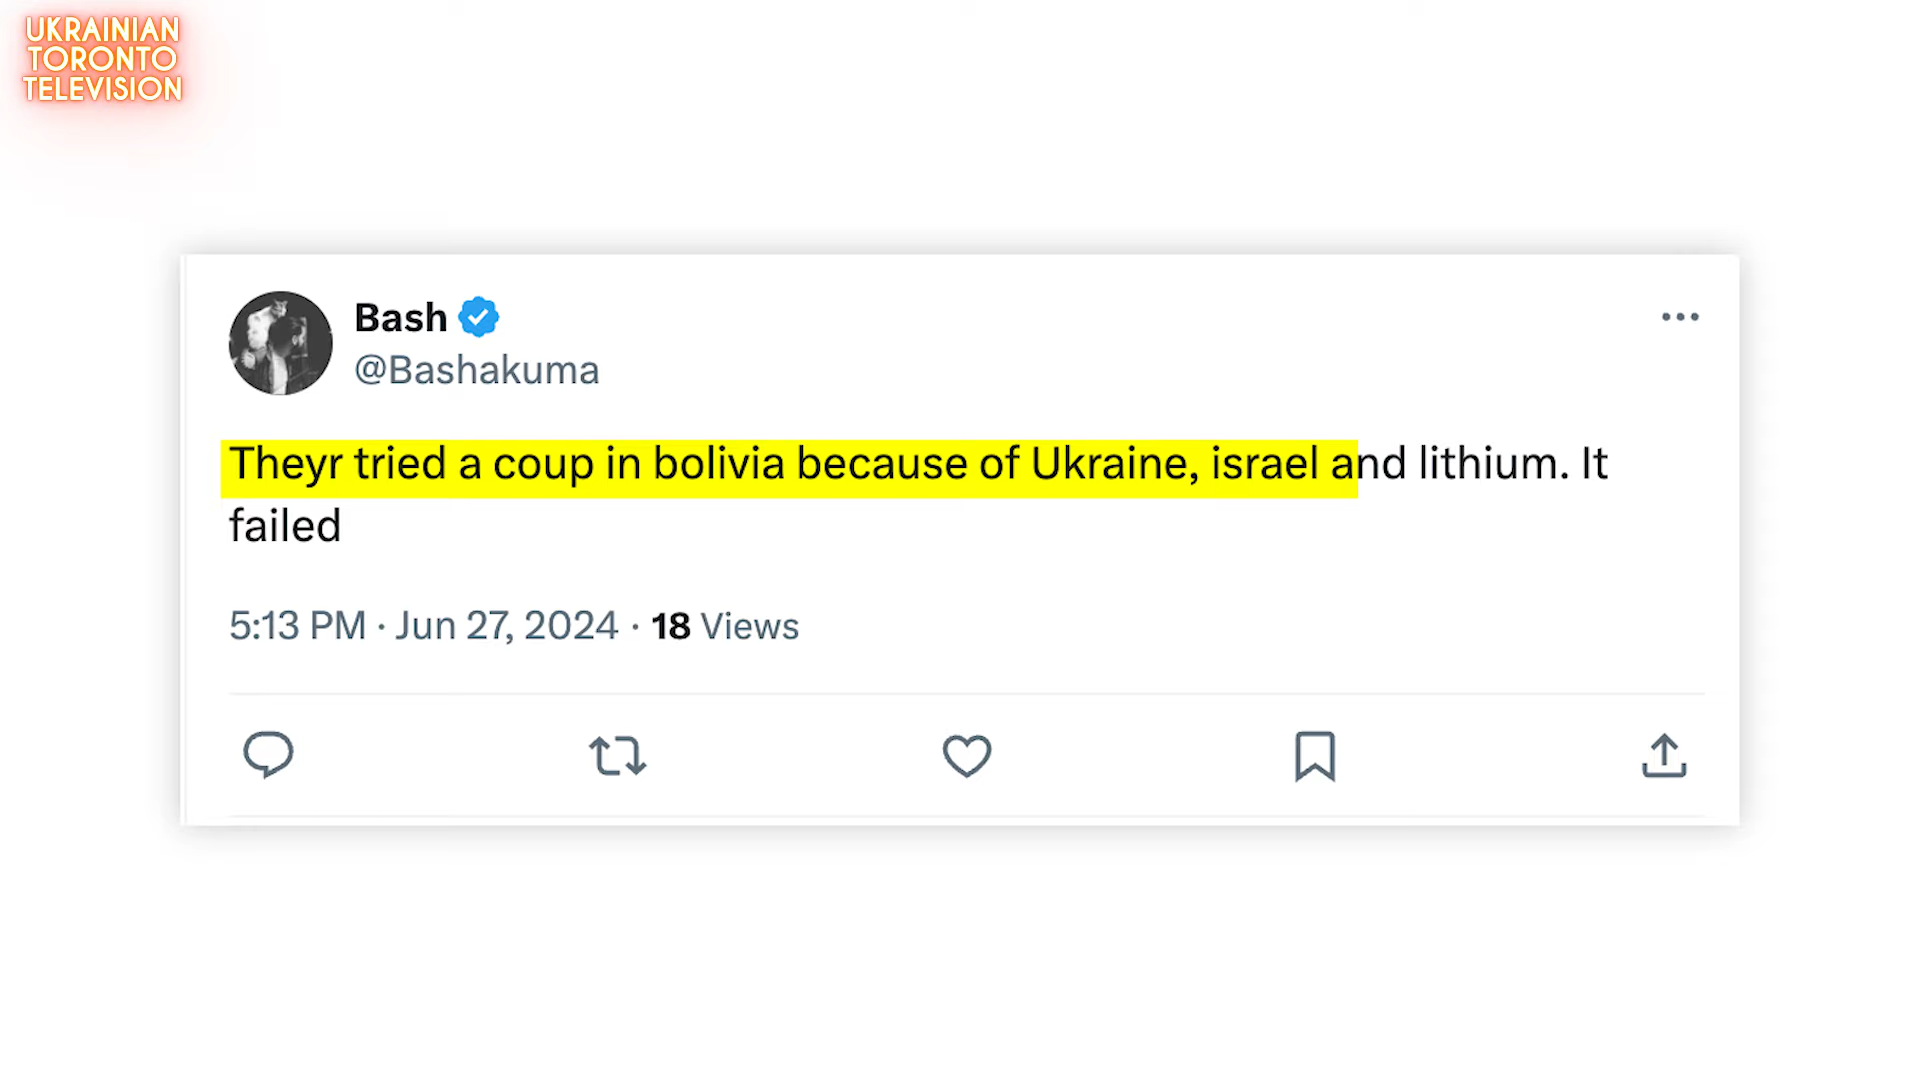 UKRAINIAN
TORONTO
TELEVISION
Bash
@Bashakuma
Theyr tried a coup in bolivia because of Ukraine, israel and lithium. It
failed
5:13 PM · Jun 27, 2024 · 18 Views